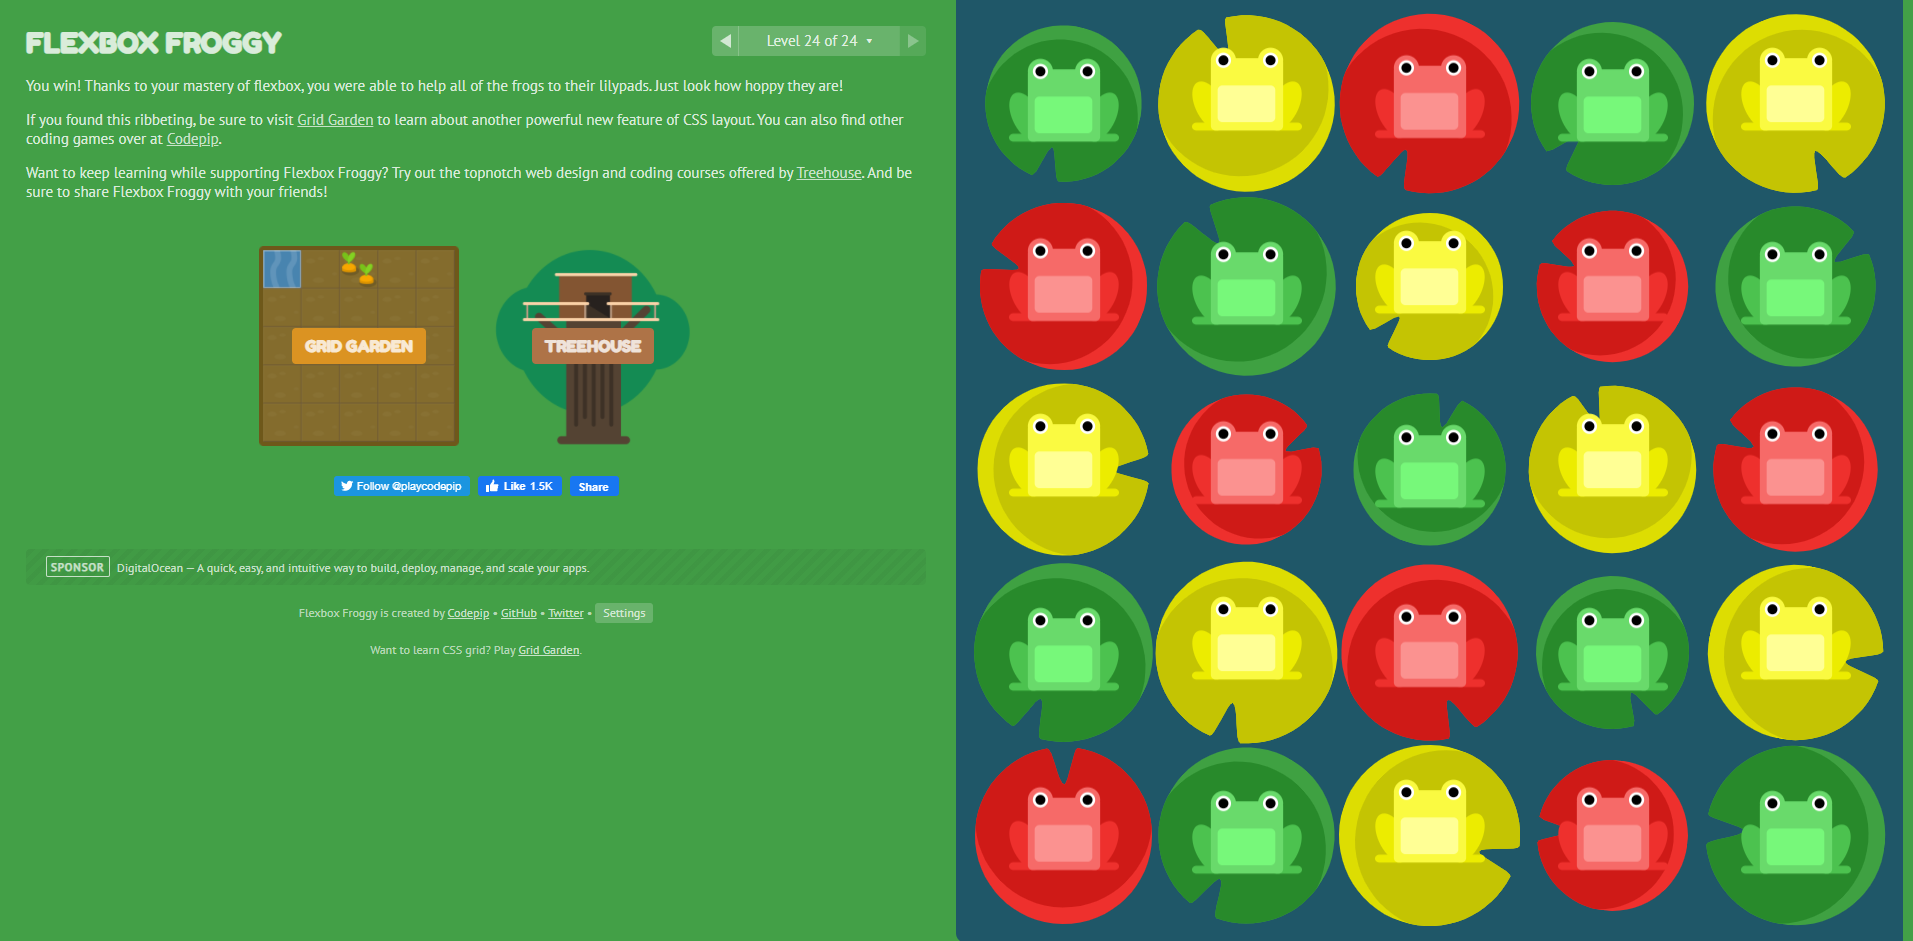 FLEXBOX FROGGY
Level 24 of 24
You win! Thanks to your mastery of flexbox, you were able to help all of the frogs to their lilypads. Just look how hoppy they are!
If you found this ribbeting, be sure to visit Grid Garden to learn about another powerful new feature of CSS layout. You can also find other
coding games over at Codepip.
Want to keep learning while supporting Flexbox Froggy? Try out the topnotch web design and coding courses offered by Treehouse. And be
sure to share Flexbox Froggy with your friends!
GRID GARDEN
TREEHOUSE
Follow @playcodepip
Like 1.5K
Share
SPONSOR DigitalOcean — A quick, easy, and intuitive way to build, deploy, manage, and scale your apps.
Flexbox Froggy is created by Codepip • GitHub • Twitter • Settings
Want to learn CSS grid? Play Grid Garden.